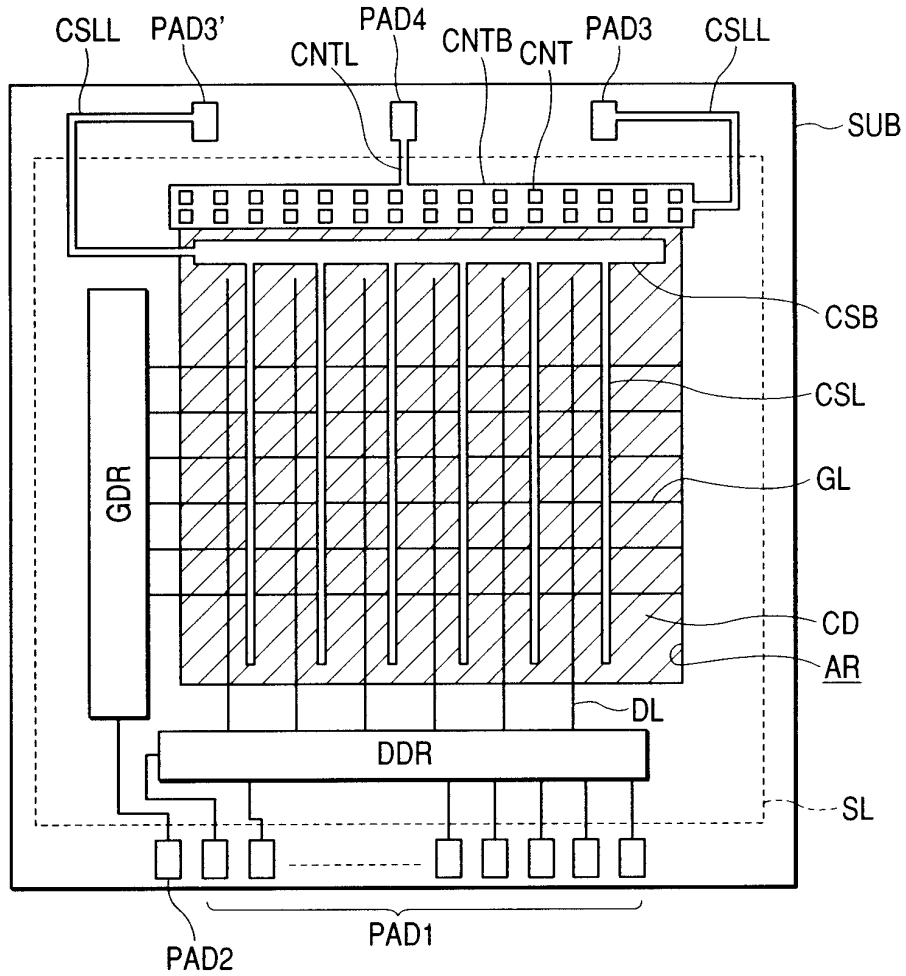 CSLL
PAD3’
PAD4
CNTL
CNTB
CNT
PAD3
CSLL
SUB
CSB
CSL
GL
GDR
CD
AR
DL
DDR
SL
PAD1
PAD2